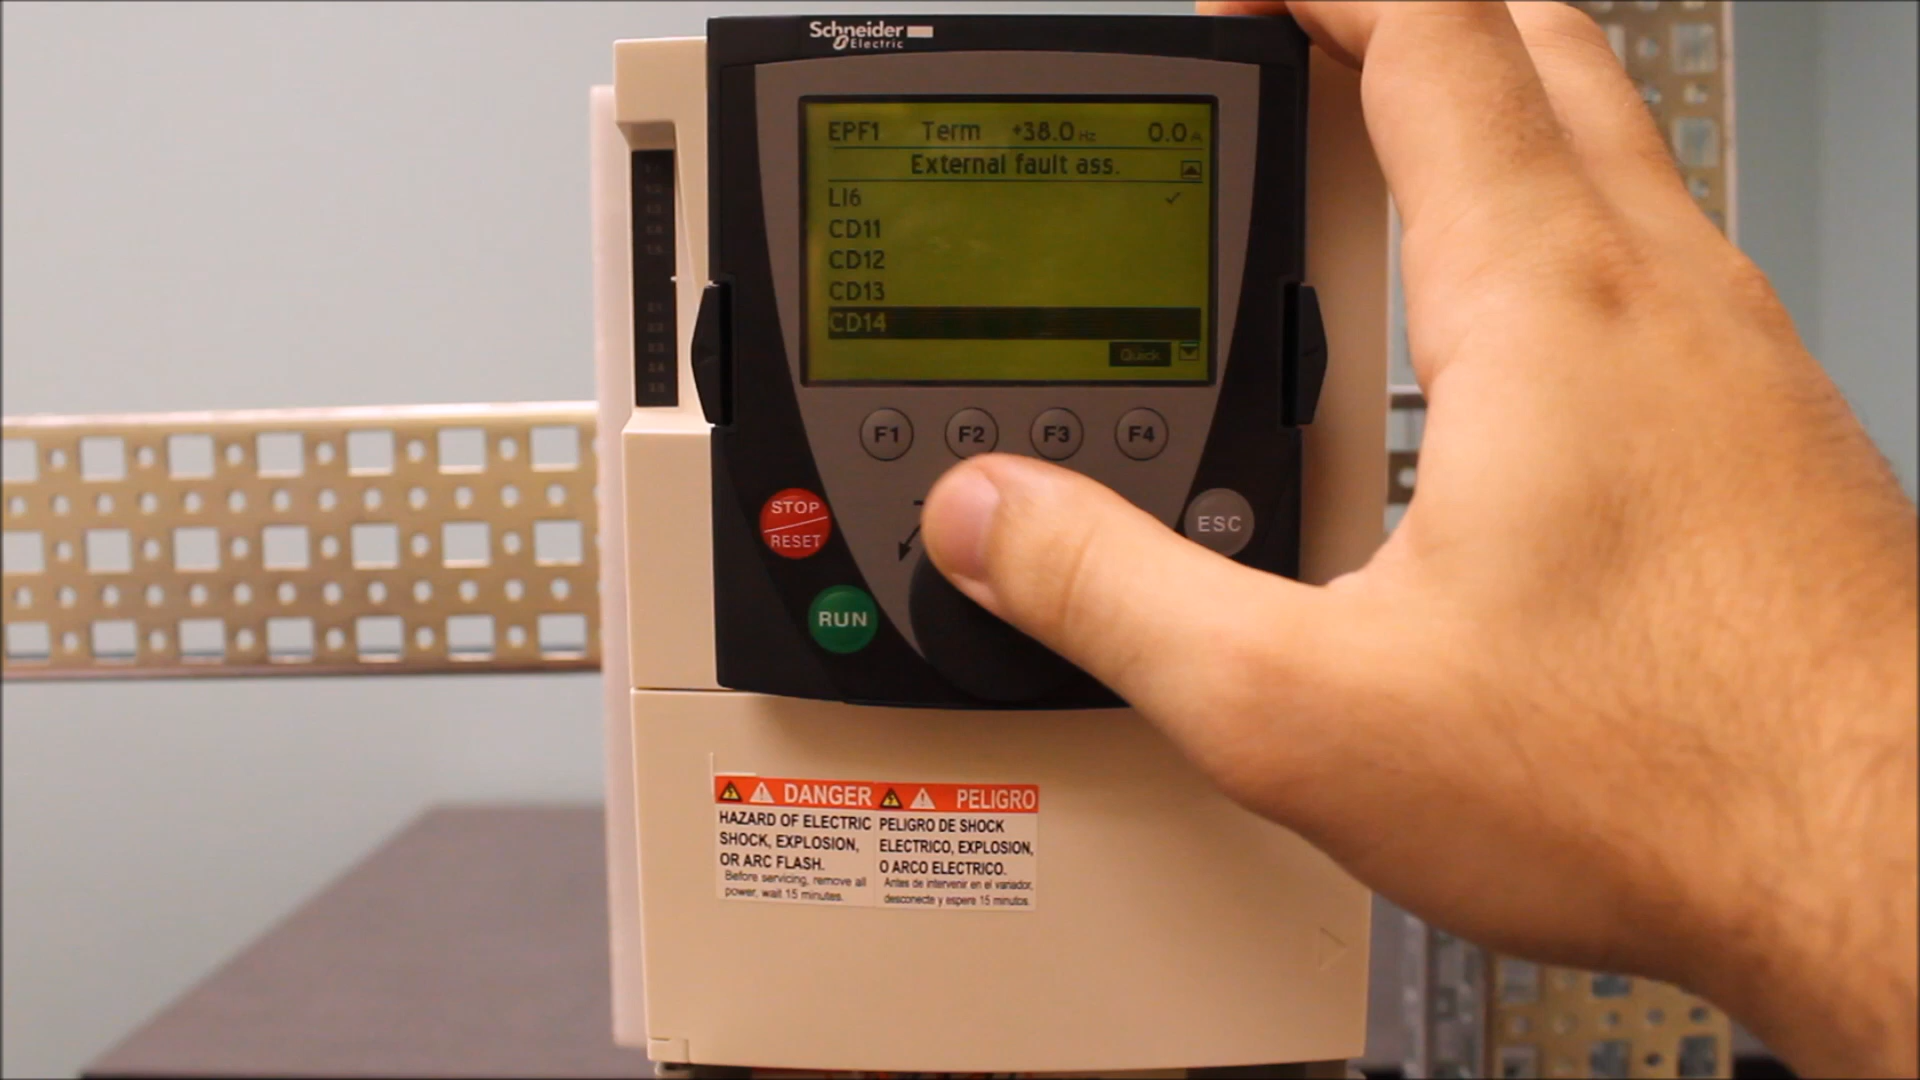 Schneider
Electric
EPF1 Term +38.0 Hz 0.0 A
External fault ass.
LI6
CD11
CD12
CD13
CD14
Quick
F1 F2 F3 F4
STOP
RESET
ESC
RUN
DANGER
HAZARD OF ELECTRIC
SHOCK, EXPLOSION,
OR ARC FLASH.
Before servicing, remove all
power, wait 15 minutes.
PELIGRO
PELIGRO DE SHOCK
ELECTRICO, EXPLOSION,
O ARCO ELECTRICO.
Antes de intervenir en el variador,
desconecte y espere 15 minutos.